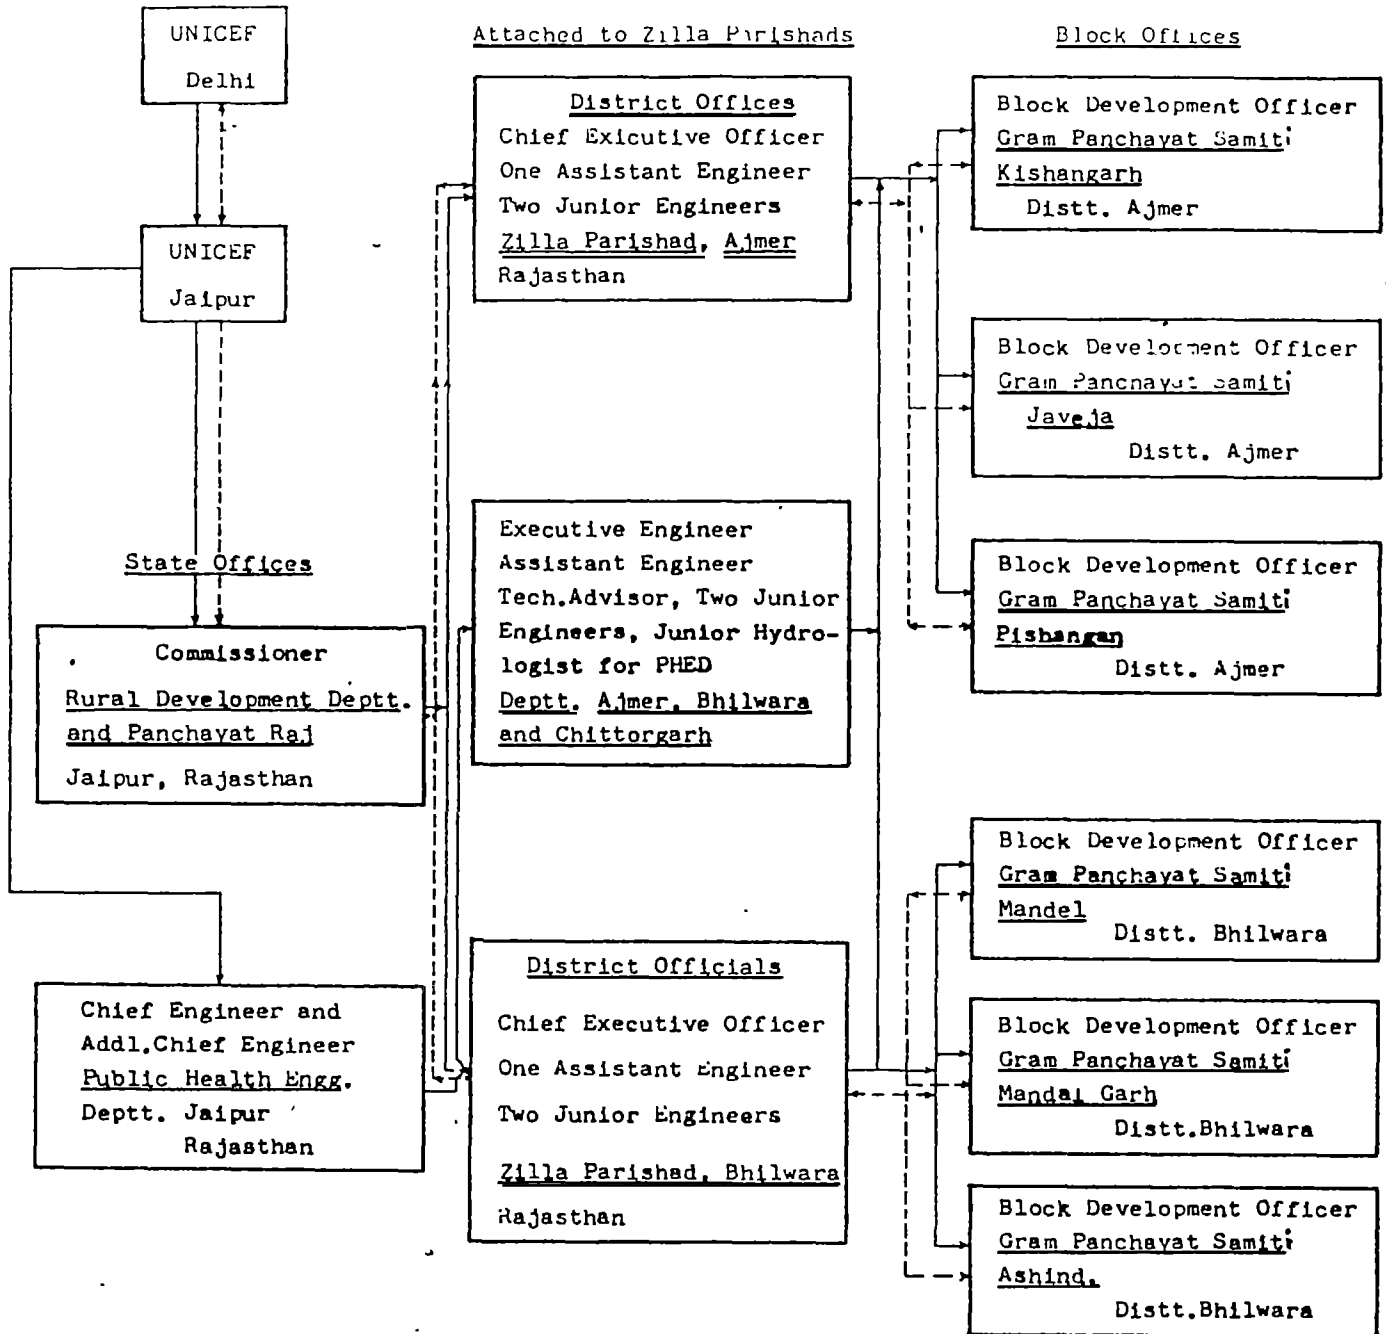 UNICEF
Delhi
UNICEF
Jaipur
State Offices
Commissioner
Rural Development Deptt.
and Panchayat Raj
Jaipur, Rajasthan
Chief Engineer and
Addl.Chief Engineer
Public Health Engg.
Deptt. Jaipur
Rajasthan
Attached to Zilla Parishads
District Offices
Chief Exicutive Officer
One Assistant Engineer
Two Junior Engineers
Zilla Parishad, Ajmer
Rajasthan
Executive Engineer
Assistant Engineer
Tech.Advisor, Two Junior
Engineers, Junior Hydro-
logist for PHED
Deptt. Ajmer, Bhilwara
and Chittorgarh
District Officials
Chief Executive Officer
One Assistant Engineer
Two Junior Engineers
Zilla Parishad, Bhilwara
Rajasthan
Block Offices
Block Development Officer
Gram Panchayat Samiti
Kishangarh
Distt. Ajmer
Block Development Officer
Gram Panchayat Samiti
Javeja
Distt. Ajmer
Block Development Officer
Gram Panchayat Samiti
Pishangan
Distt. Ajmer
Block Development Officer
Gram Panchayat Samiti
Mandel
Distt. Bhilwara
Block Development Officer
Gram Panchayat Samiti
Mandal Garh
Distt.Bhilwara
Block Development Officer
Gram Panchayat Samiti
Ashind.
Distt.Bhilwara